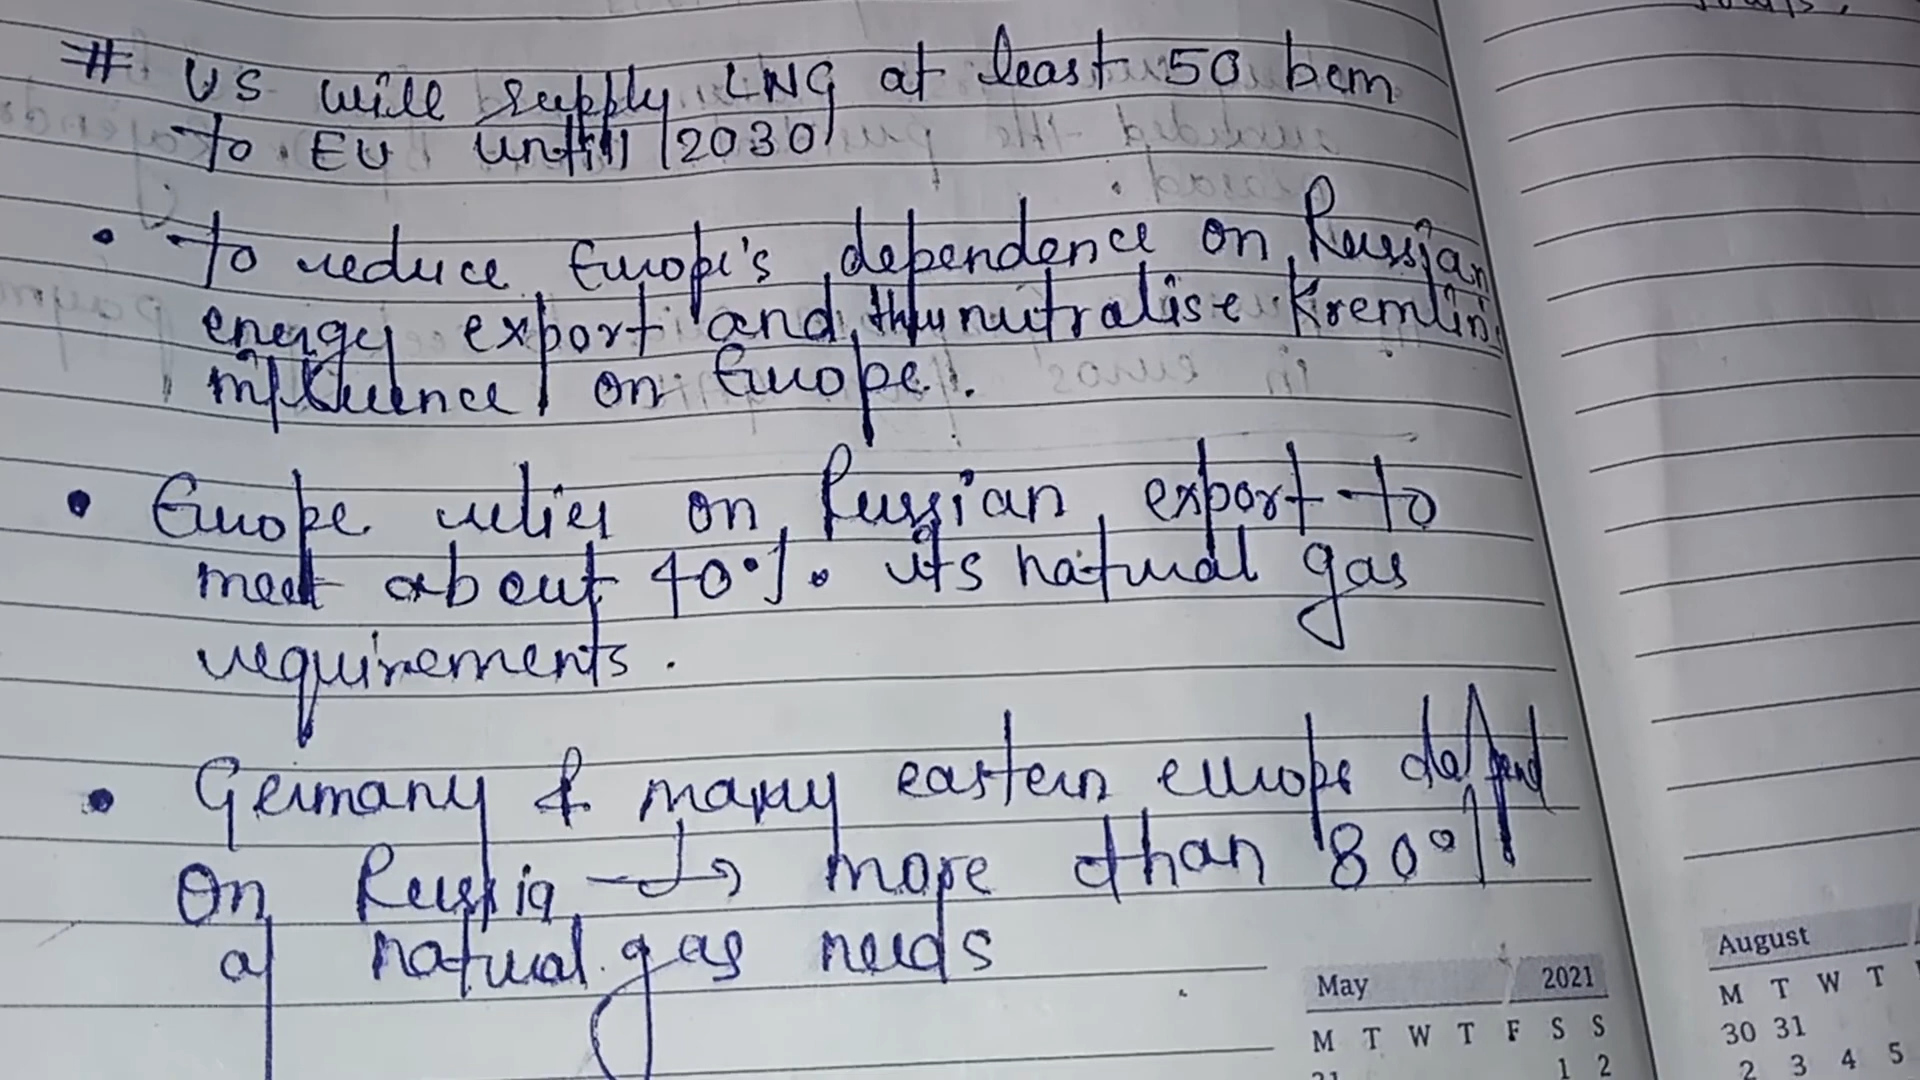 # US will supply LNG at least 50 bcm
to EU untill 2030
• To reduce Europe's dependence on Russian
energy export and thus nutralise Kremlin
influence on Europe.
• Europe relies on Russian export to
meet about 40% its natural gas
requirements.
• Germany & many eastern europe depend
On Russia → more than 80%
of natural gas needs
May 2021
M T W T F S S
1 2
31
August
M T W T
30 31
2 3 4 5